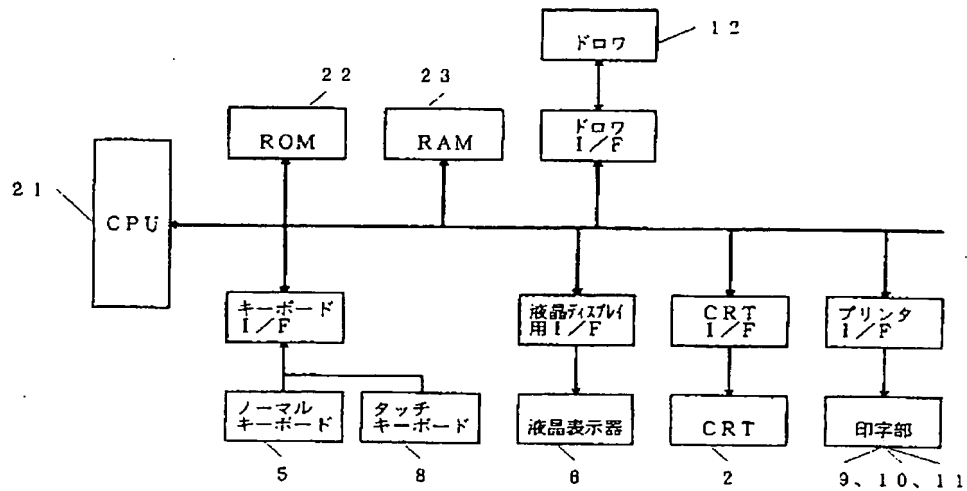 ドロワ
12
22
23
ROM
RAM
ドロワ
I/F
21
CPU
キーボード
I/F
液晶ディスプレイ
用I/F
CRT
I/F
プリンタ
I/F
ノーマル
キーボード
タッチ
キーボード
液晶表示器
CRT
印字部
5
8
6
2
9、10、11